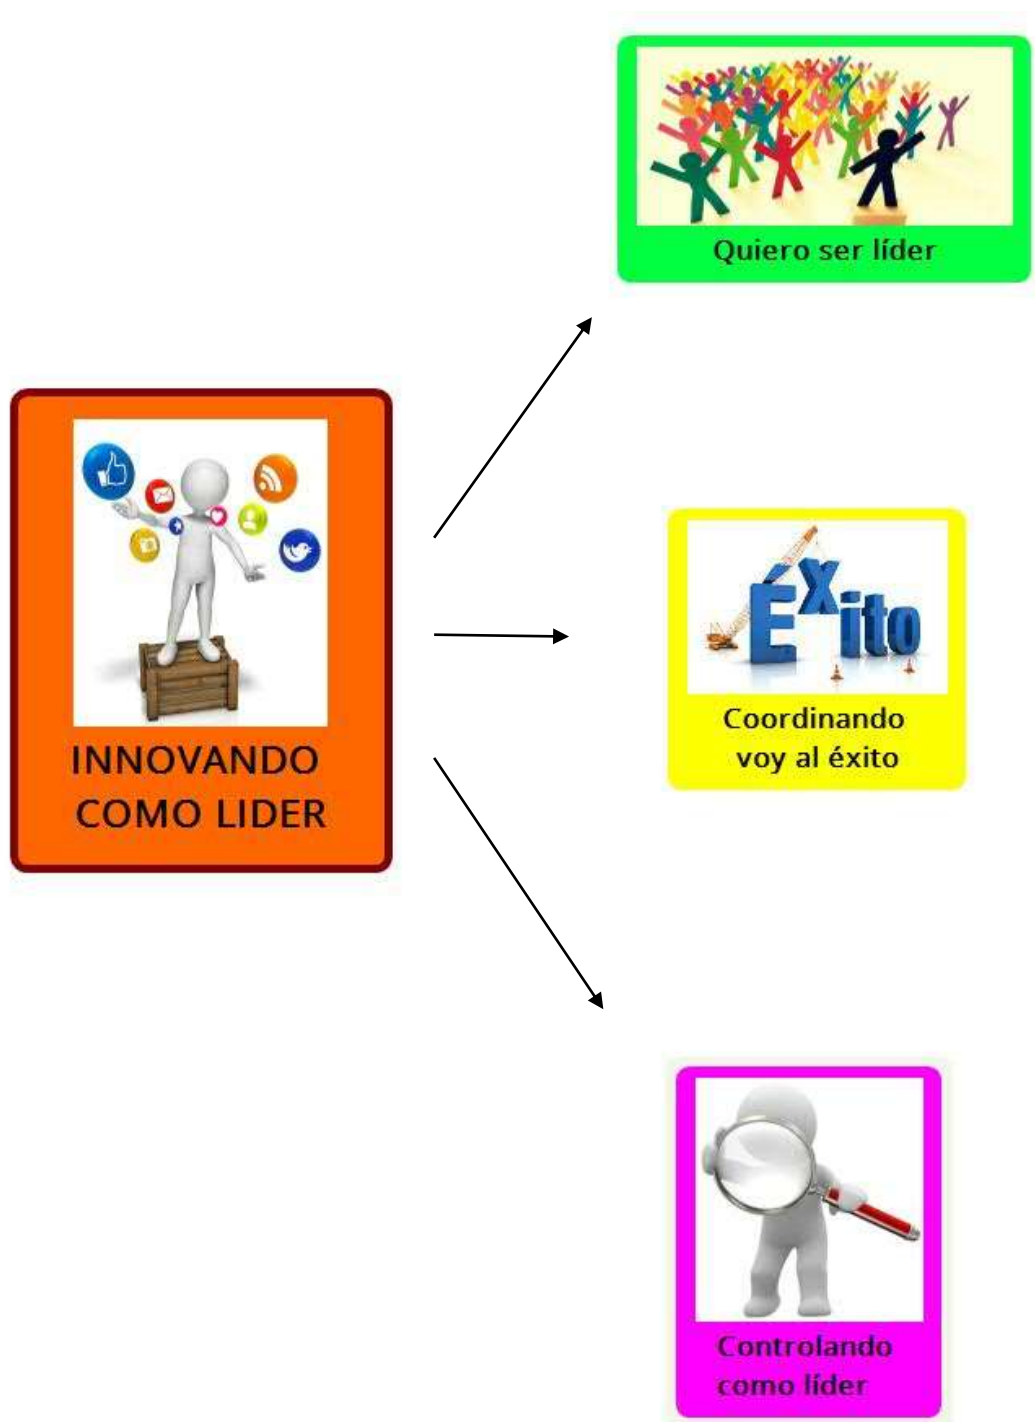 Quiero ser líder
INNOVANDO
COMO LIDER
Éxito
Coordinando
voy al éxito
Controlando
como líder